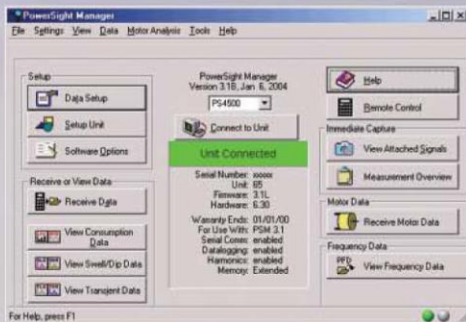 PowerSight Manager
File Settings View Data Motor Analysis Tools Help
Setup
Data Setup
Setup Unit
Software Options
Receive or View Data
Receive Data
View Consumption
Data
View Swell/Dip Data
View Transient Data
PowerSight Manager
Version 3.1B, Jan 6, 2004
PS4500
Connect to Unit
Unit Connected
Serial Number: xxxxx
Unit: 65
Firmware: 3.1L
Hardware: 6.30
Warranty Ends: 01/01/00
For Use With: PSM 3.1
Serial Comm: enabled
Datalogging: enabled
Harmonics: enabled
Memory: Extended
Help
Remote Control
Immediate Capture
View Attached Signals
Measurement Overview
Motor Data
Receive Motor Data
Frequency Data
PFD
View Frequency Data
For Help, press F1